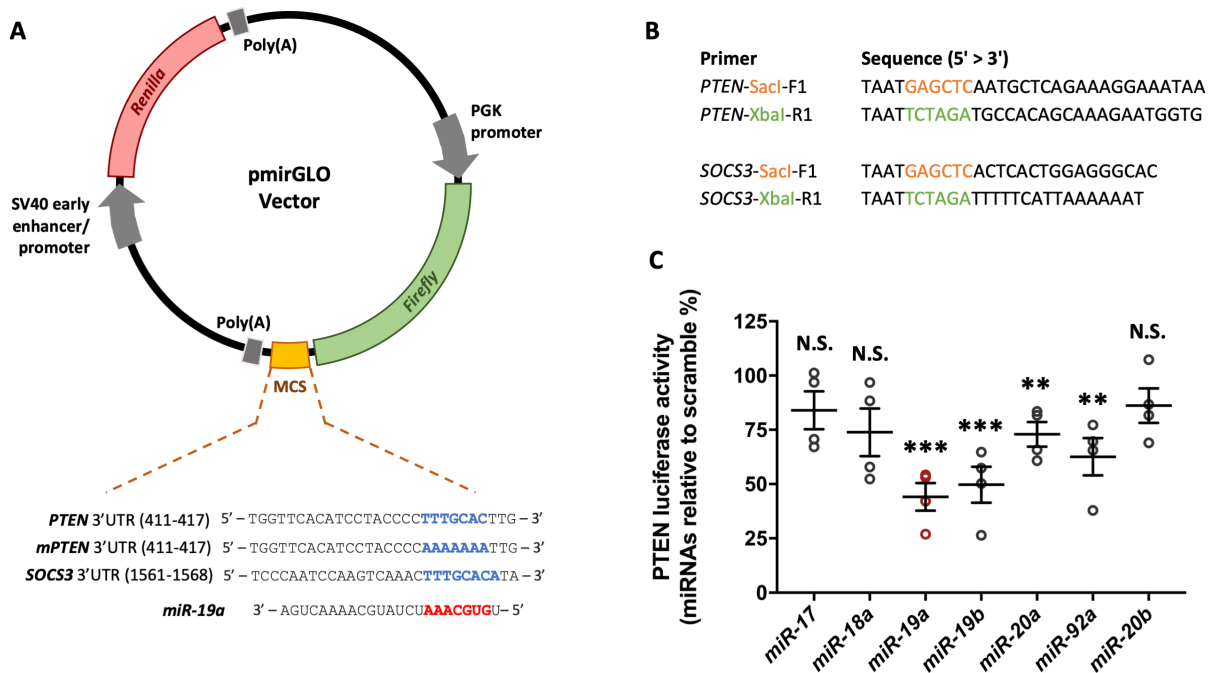 A
Renilla
Poly(A)
PGK
promoter
pmirGLO
Vector
SV40 early
enhancer/
promoter
Firefly
Poly(A)
MCS
PTEN 3'UTR (411-417) 5' – TGGTTCACATCCTACCCCTTTGCACTTG – 3'
mPTEN 3'UTR (411-417) 5' – TGGTTCACATCCTACCCCAAAAAAATTG – 3'
SOCS3 3'UTR (1561-1568) 5' – TCCCAATCCAAGTCAAACTTTGCACATA – 3'
miR-19a 3' – AGUCAAAACGUAUCUAAACGUGU – 5'
B
Primer Sequence (5' > 3')
PTEN-SacI-F1 TAATGAGCTCAATGCTCAGAAAGGAAATAA
PTEN-XbaI-R1 TAATTCTAGATGCCACAGCAAAGAATGGTG
SOCS3-SacI-F1 TAATGAGCTCACTCACTGGAGGGCAC
SOCS3-XbaI-R1 TAATTCTAGATTTTTCATTAAAAAAT
C
PTEN luciferase activity
(miRNAs relative to scramble %)
125
100
75
50
25
0
N.S.
N.S.
***
***
**
**
N.S.
miR-17
miR-18a
miR-19a
miR-19b
miR-20a
miR-92a
miR-20b